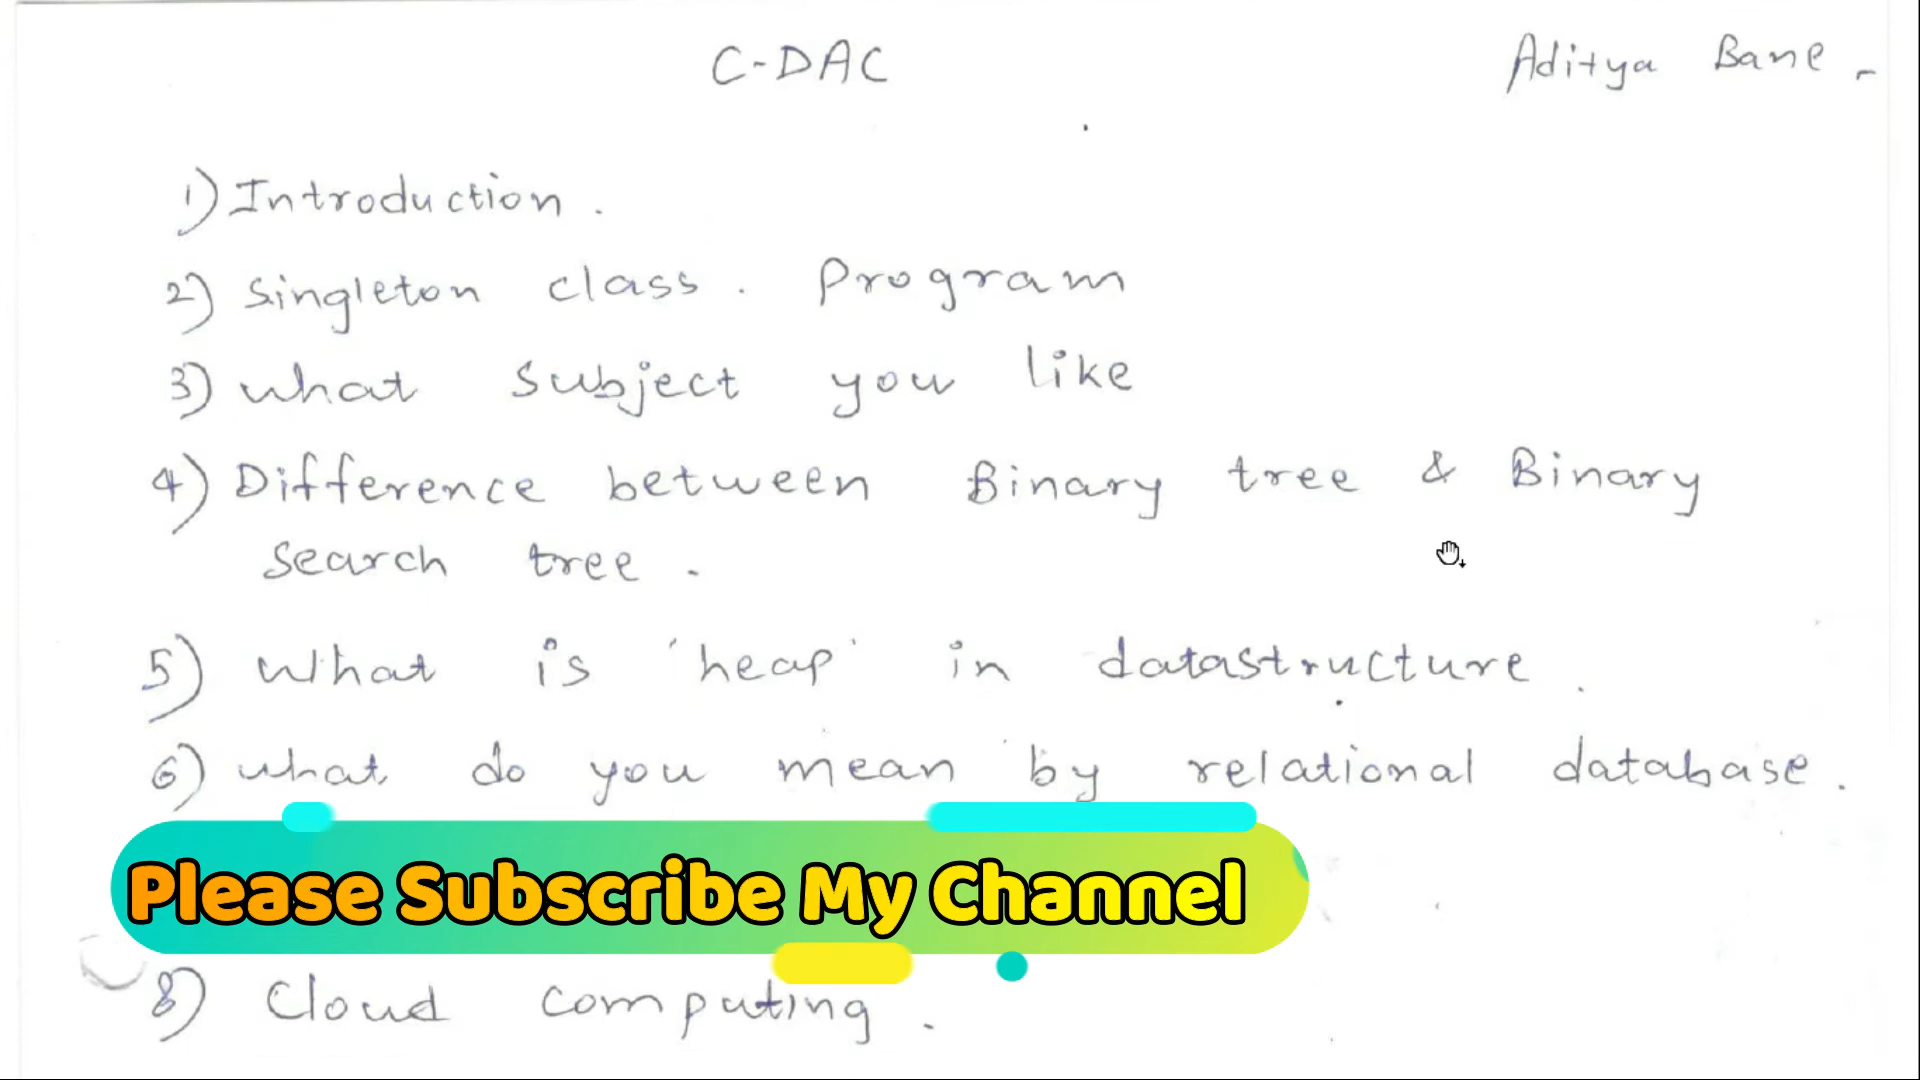 C-DAC
Aditya Bane
1) Introduction.
2) Singleton class. Program
3) what subject you like
4) Difference between Binary tree & Binary
search tree.
5) What is 'heap' in datastructure.
6) what do you mean by relational database.
Please Subscribe My Channel
8) Cloud computing.